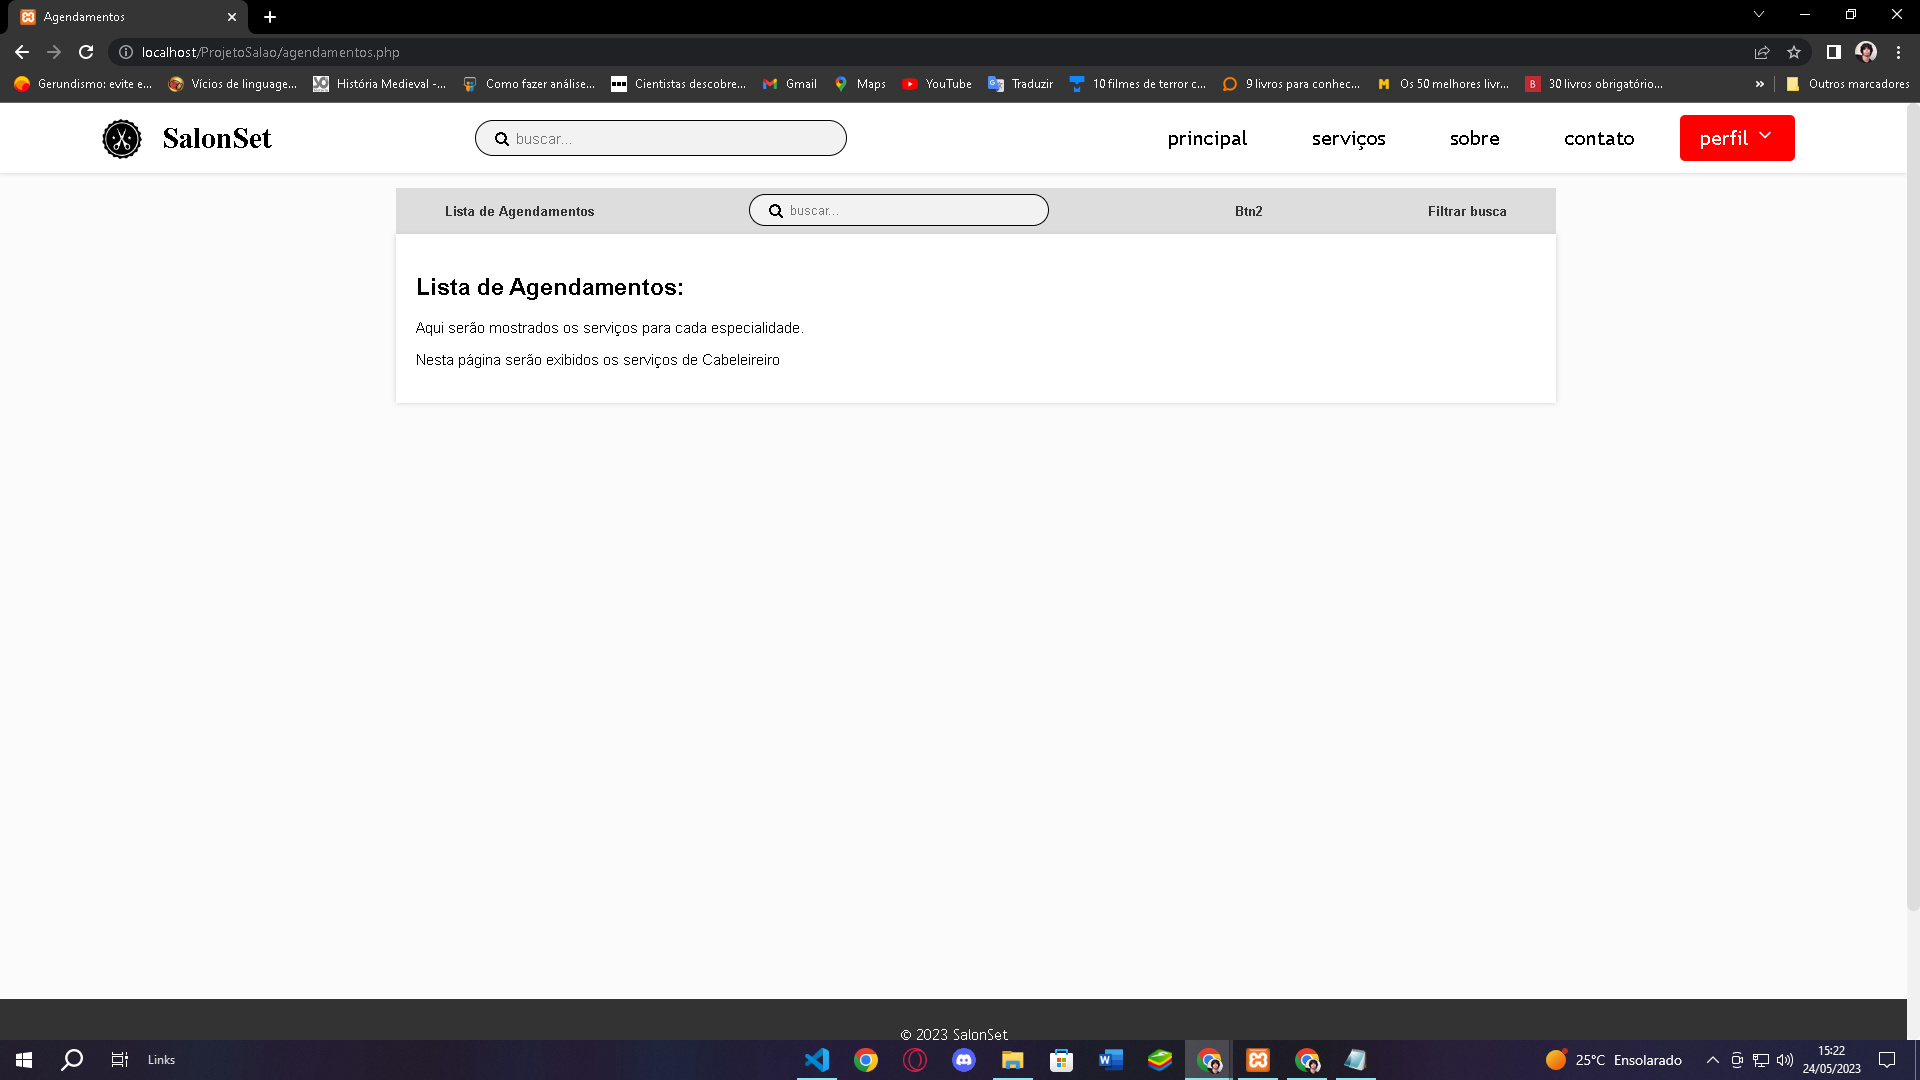 Agendamentos
localhost/ProjetoSalao/agendamentos.php
Gerundismo: evite e... Vícios de linguage... História Medieval -... Como fazer análise... Cientistas descobre... Gmail Maps YouTube Traduzir 10 filmes de terror c... 9 livros para conhec... Os 50 melhores livr... 30 livros obrigatório... » Outros marcadores
SalonSet buscar... principal serviços sobre contato perfil
Lista de Agendamentos buscar... Btn2 Filtrar busca
Lista de Agendamentos:
Aqui serão mostrados os serviços para cada especialidade.
Nesta página serão exibidos os serviços de Cabeleireiro
© 2023 SalonSet
Links 25°C Ensolarado 15:22
24/05/2023